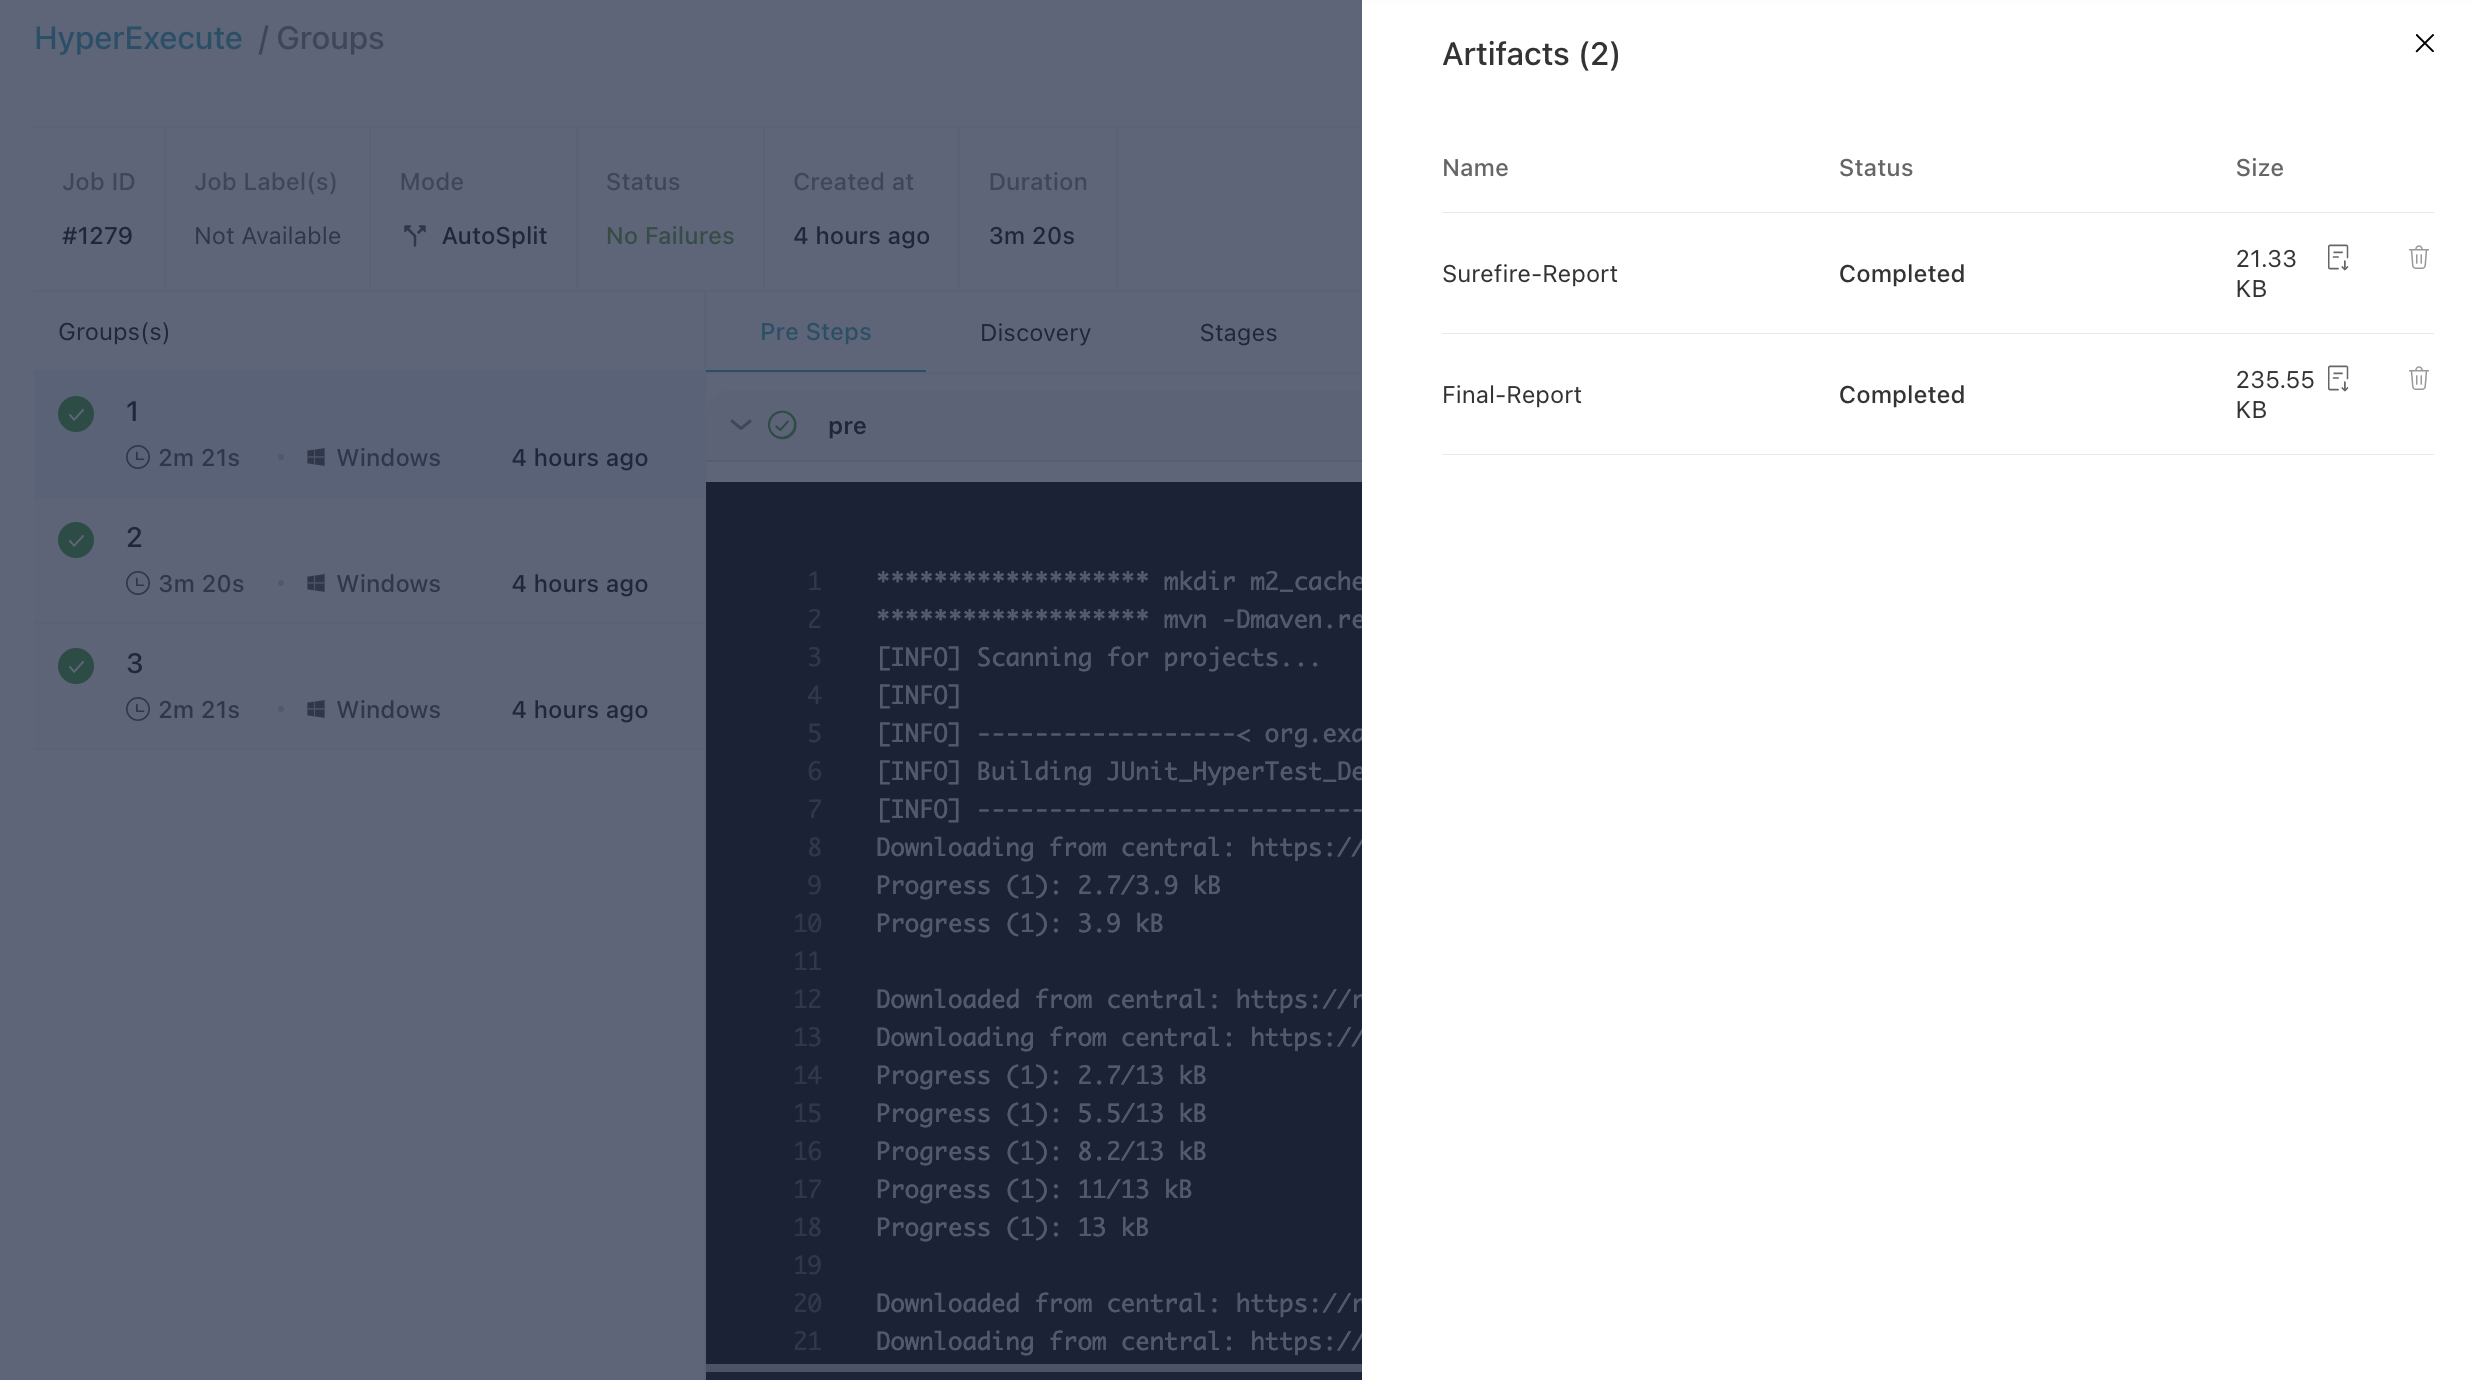 HyperExecute / Groups
Job ID
Job Label(s)
Mode
Status
Created at
Duration
#1279
Not Available
AutoSplit
No Failures
4 hours ago
3m 20s
Groups(s)
1
2m 21s
Windows
4 hours ago
2
3m 20s
Windows
4 hours ago
3
2m 21s
Windows
4 hours ago
Pre Steps
Discovery
Stages
pre
1 ******************* mkdir m2_cache
2 ******************* mvn -Dmaven.re
3 [INFO] Scanning for projects...
4 [INFO]
5 [INFO] ------------------< org.exa
6 [INFO] Building JUnit_HyperTest_De
7 [INFO] ---------------------------
8 Downloading from central: https://
9 Progress (1): 2.7/3.9 kB
10 Progress (1): 3.9 kB
11
12 Downloaded from central: https://r
13 Downloading from central: https://
14 Progress (1): 2.7/13 kB
15 Progress (1): 5.5/13 kB
16 Progress (1): 8.2/13 kB
17 Progress (1): 11/13 kB
18 Progress (1): 13 kB
19
20 Downloaded from central: https://r
21 Downloading from central: https://
Artifacts (2)
Name
Status
Size
Surefire-Report
Completed
21.33
KB
Final-Report
Completed
235.55
KB